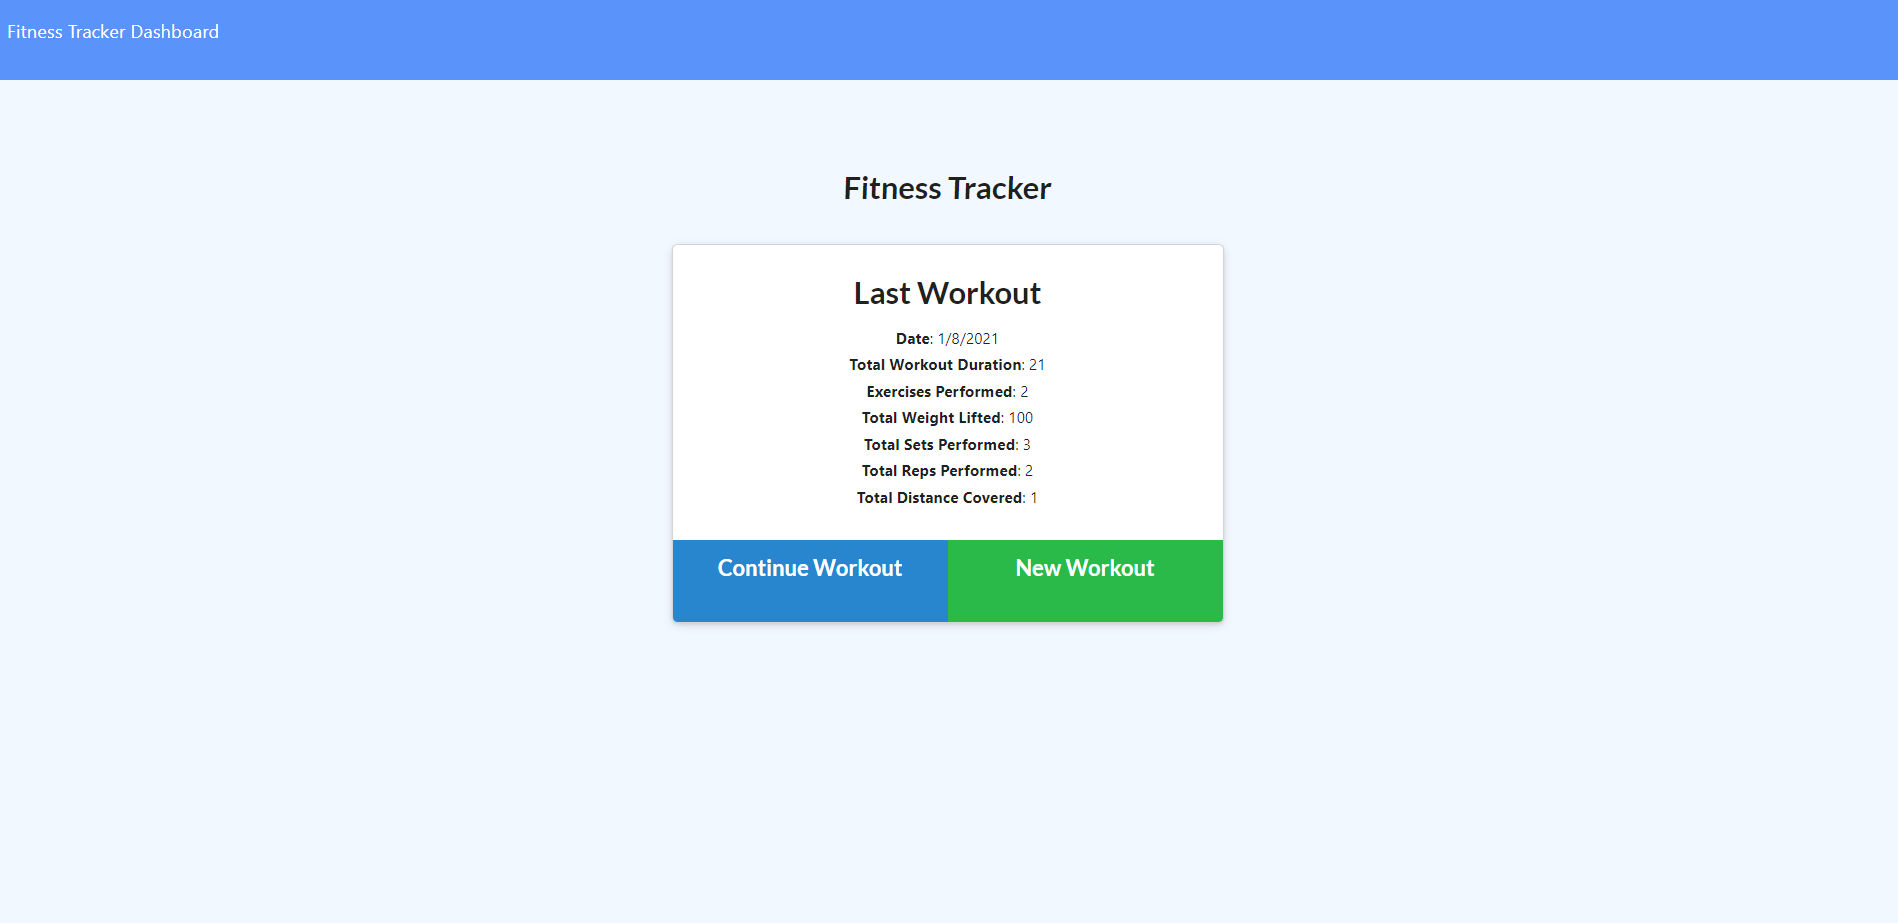 Fitness Tracker Dashboard
Fitness Tracker
Last Workout
Date: 1/8/2021
Total Workout Duration: 21
Exercises Performed: 2
Total Weight Lifted: 100
Total Sets Performed: 3
Total Reps Performed: 2
Total Distance Covered: 1
Continue Workout
New Workout